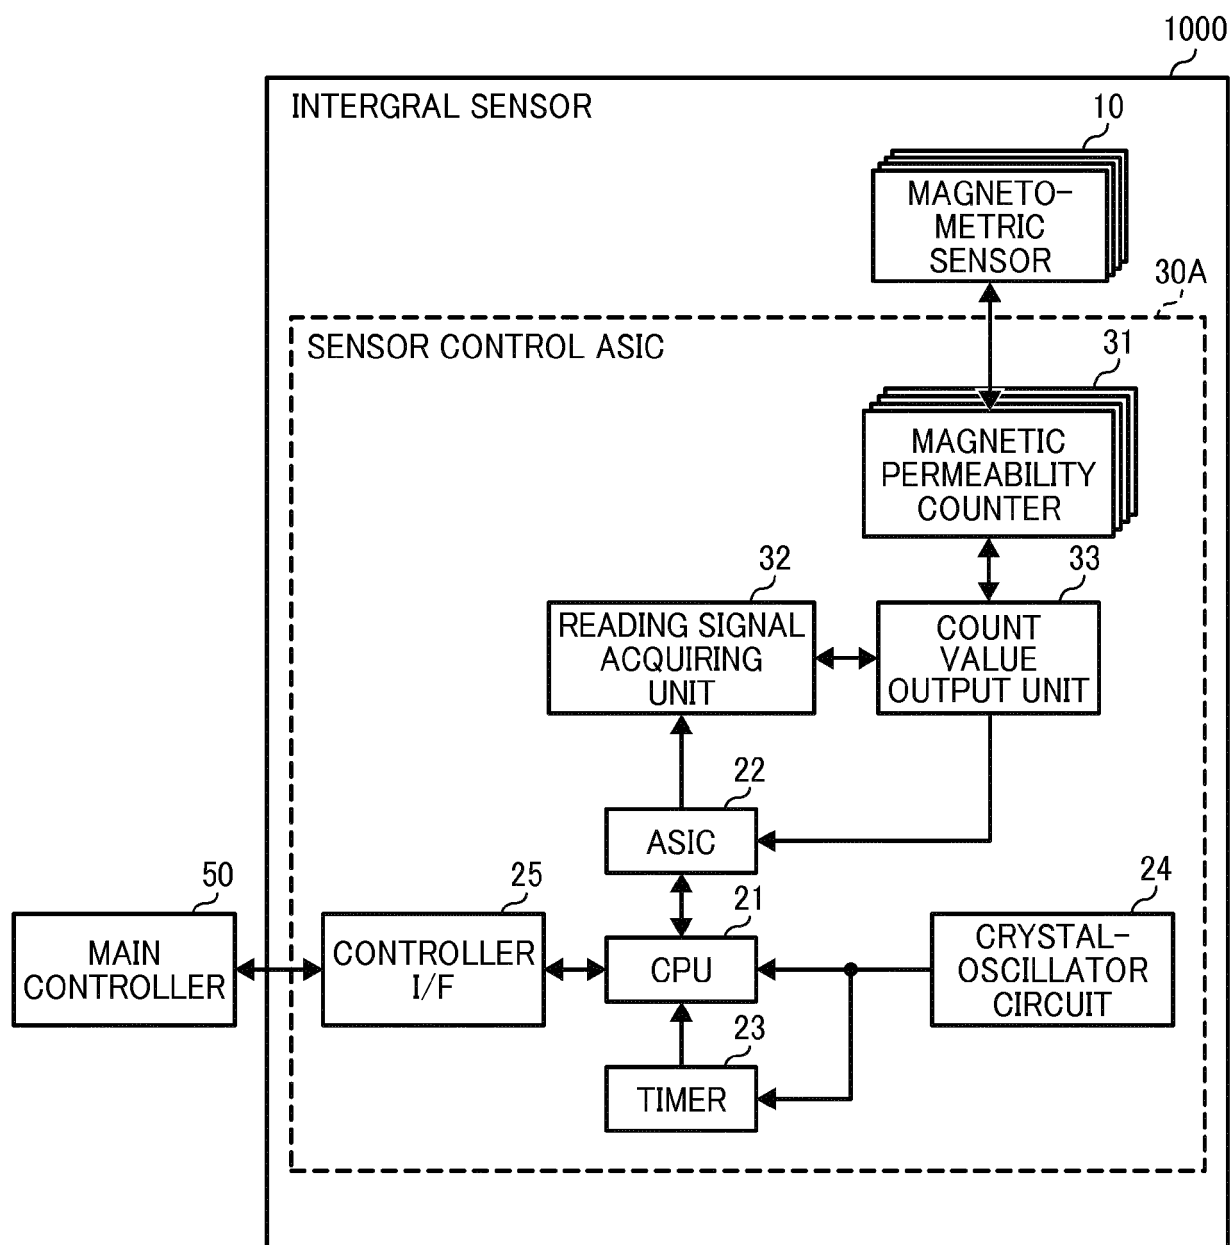 1000
INTERGRAL SENSOR
10
MAGNETO-
METRIC
SENSOR
30A
SENSOR CONTROL ASIC
31
MAGNETIC
PERMEABILITY
COUNTER
32
33
READING SIGNAL
ACQUIRING
UNIT
COUNT
VALUE
OUTPUT UNIT
22
ASIC
50
25
21
24
MAIN
CONTROLLER
CONTROLLER
I/F
CPU
CRYSTAL-
OSCILLATOR
CIRCUIT
23
TIMER